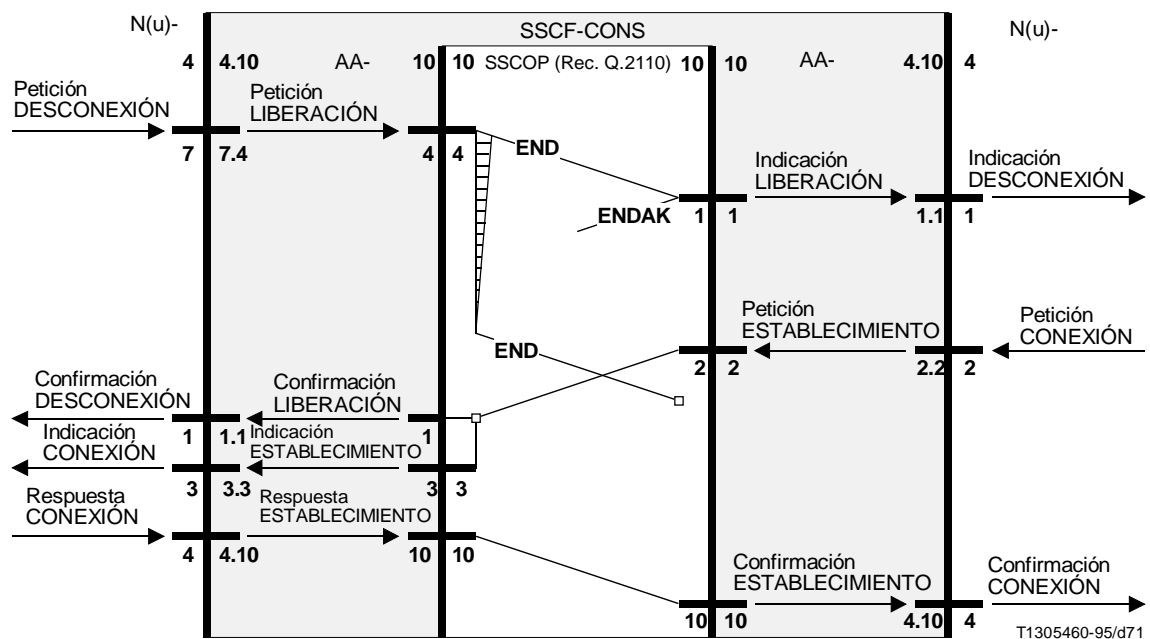 N(u)-
SSCF-CONS
N(u)-
4 4.10 AA- 10 10 SSCOP (Rec. Q.2110) 10 10 AA- 4.10 4
Petición
DESCONEXIÓN
Petición
LIBERACIÓN
7 7.4 4 4
END
Indicación
LIBERACIÓN
Indicación
DESCONEXIÓN
ENDAK
1 1 1.1 1
Petición
ESTABLECIMIENTO
Petición
CONEXIÓN
END
2 2 2.2 2
Confirmación
DESCONEXIÓN
Confirmación
LIBERACIÓN
1 1.1 1
Indicación
CONEXIÓN
Indicación
ESTABLECIMIENTO
3 3.3 3 3
Respuesta
CONEXIÓN
Respuesta
ESTABLECIMIENTO
4 4.10 10 10
Confirmación
ESTABLECIMIENTO
Confirmación
CONEXIÓN
10 10 4.10 4
T1305460-95/d71